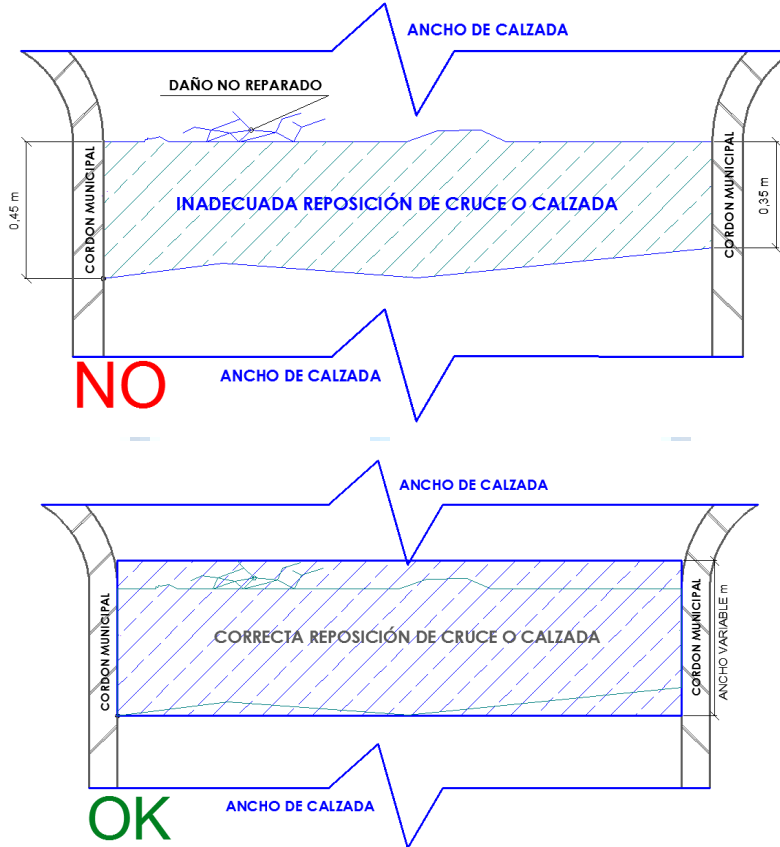 ANCHO DE CALZADA
DAÑO NO REPARADO
0,45 m
CORDON MUNICIPAL
INADECUADA REPOSICIÓN DE CRUCE O CALZADA
CORDON MUNICIPAL
0,35 m
NO
ANCHO DE CALZADA
ANCHO DE CALZADA
CORDON MUNICIPAL
CORRECTA REPOSICIÓN DE CRUCE O CALZADA
CORDON MUNICIPAL
ANCHO VARIABLE m
OK
ANCHO DE CALZADA